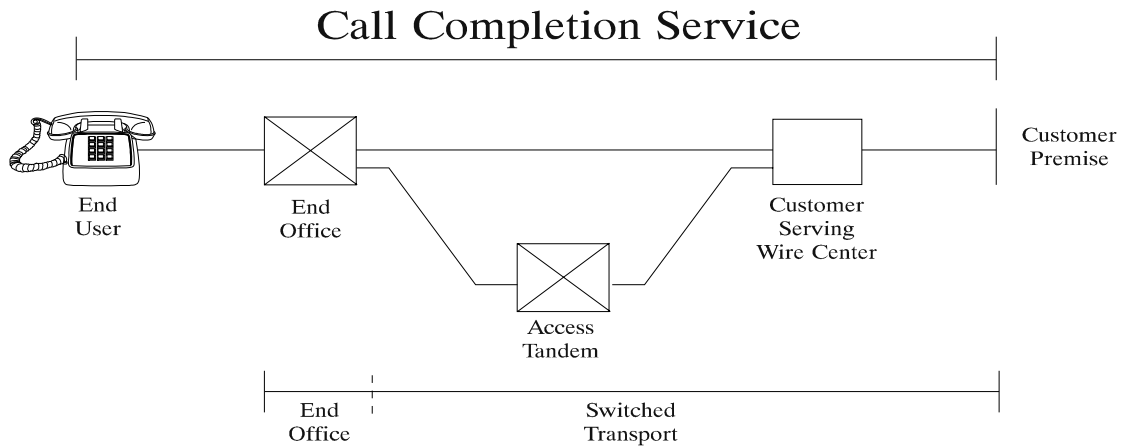 Call Completion Service
Customer
Premise
End
User
End
Office
Customer
Serving
Wire Center
Access
Tandem
End
Office
Switched
Transport